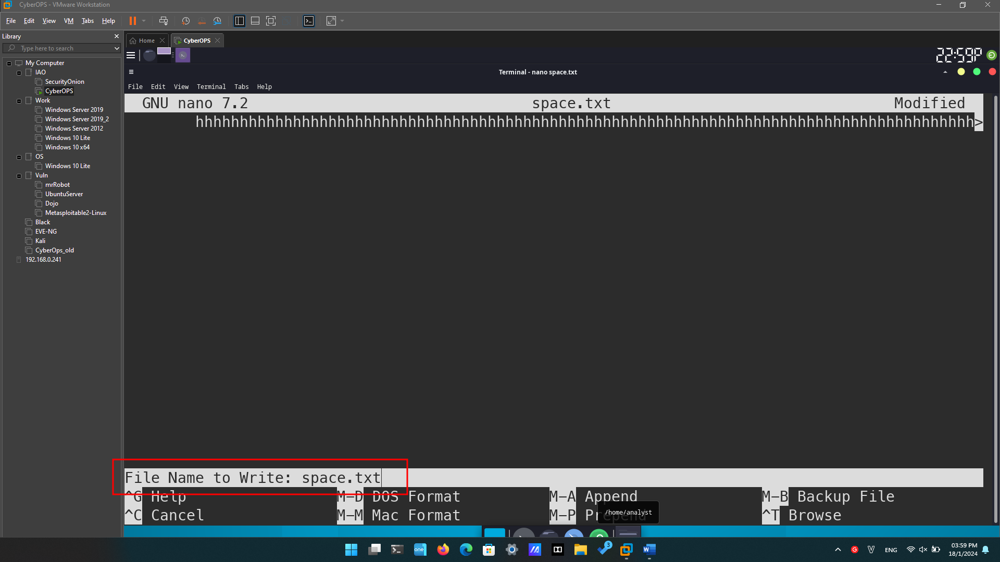 CyberOPS - VMware Workstation
File Edit View VM Tabs Help
Library
Type here to search
My Computer
IAO
SecurityOnion
CyberOPS
Work
Windows Server 2019
Windows Server 2019_2
Windows Server 2012
Windows 10 Lite
Windows 10 x64
OS
Windows 10 Lite
Vuln
mrRobot
UbuntuServer
Dojo
Metasploitable2-Linux
Black
EVE-NG
Kali
CyberOps_old
192.168.0.241
Home CyberOPS
22:59P
Terminal - nano space.txt
File Edit View Terminal Tabs Help
GNU nano 7.2 space.txt Modified
hhhhhhhhhhhhhhhhhhhhhhhhhhhhhhhhhhhhhhhhhhhhhhhhhhhhhhhhhhhhhhhhhhhhhhhhhhhhhhhhhhhhhhhh>
File Name to Write: space.txt
^G Help M-D DOS Format M-A Append M-B Backup File
^C Cancel M-M Mac Format M-P Prepend ^T Browse
/home/analyst
one
3
ENG
03:59 PM
18/1/2024